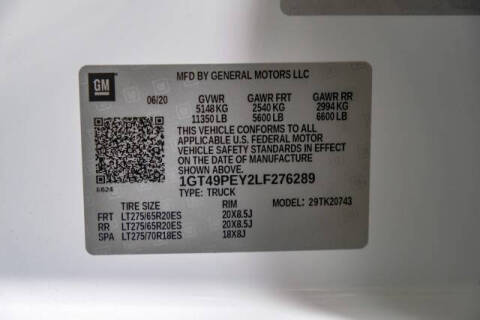 GM
MFD BY GENERAL MOTORS LLC
06/20 GVWR GAWR FRT GAWR RR
5148 KG 2540 KG 2994 KG
11350 LB 5600 LB 6600 LB
THIS VEHICLE CONFORMS TO ALL
APPLICABLE U.S. FEDERAL MOTOR
VEHICLE SAFETY STANDARDS IN EFFECT
ON THE DATE OF MANUFACTURE
SHOWN ABOVE.
1GT49PEY2LF276289
TYPE: TRUCK
6624
TIRE SIZE RIM MODEL: 29TK20743
FRT LT275/65R20ES 20X8.5J
RR LT275/65R20ES 20X8.5J
SPA LT275/70R18ES 18X8J